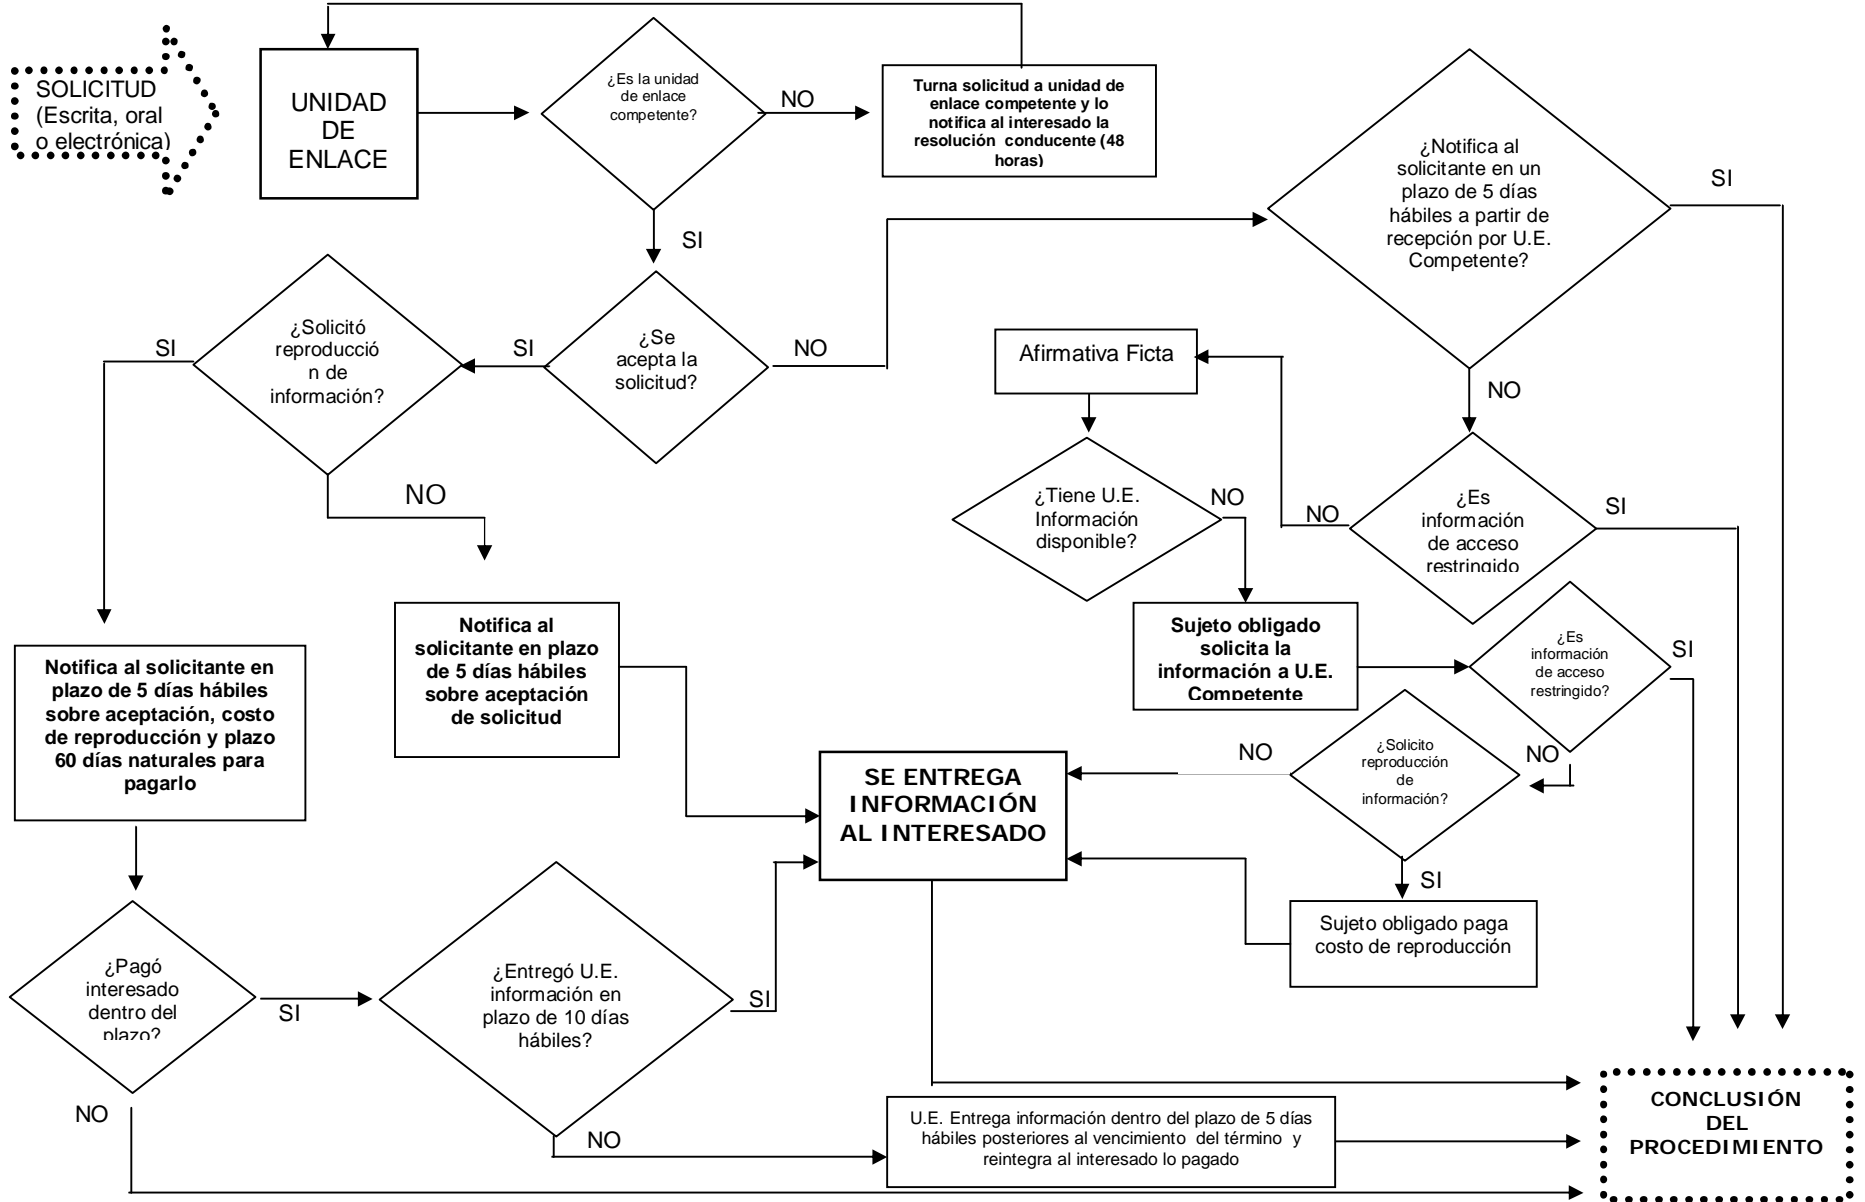 SOLICITUD
(Escrita, oral
o electrónica)
UNIDAD
DE
ENLACE
¿Es la unidad
de enlace
competente?
NO
Turna solicitud a unidad de
enlace competente y lo
notifica al interesado la
resolución conducente (48
horas)
SI
¿Notifica al
solicitante en un
plazo de 5 días
hábiles a partir de
recepción por U.E.
Competente?
SI
NO
¿Solicitó
reproducció
n de
información?
SI
SI
¿Se
acepta la
solicitud?
NO
NO
Afirmativa Ficta
¿Tiene U.E.
Información
disponible?
NO
NO
¿Es
información
de acceso
restringido
SI
Notifica al solicitante en
plazo de 5 días hábiles
sobre aceptación, costo
de reproducción y plazo
60 días naturales para
pagarlo
Notifica al
solicitante en plazo
de 5 días hábiles
sobre aceptación
de solicitud
Sujeto obligado
solicita la
información a U.E.
Competente
¿Es
información
de acceso
restringido?
SI
NO
SE ENTREGA
INFORMACIÓN
AL INTERESADO
NO
¿Solicito
reproducción
de
información?
SI
Sujeto obligado paga
costo de reproducción
¿Pagó
interesado
dentro del
plazo?
SI
NO
¿Entregó U.E.
información en
plazo de 10 días
hábiles?
SI
NO
U.E. Entrega información dentro del plazo de 5 días
hábiles posteriores al vencimiento del término y
reintegra al interesado lo pagado
CONCLUSIÓN
DEL
PROCEDIMIENTO